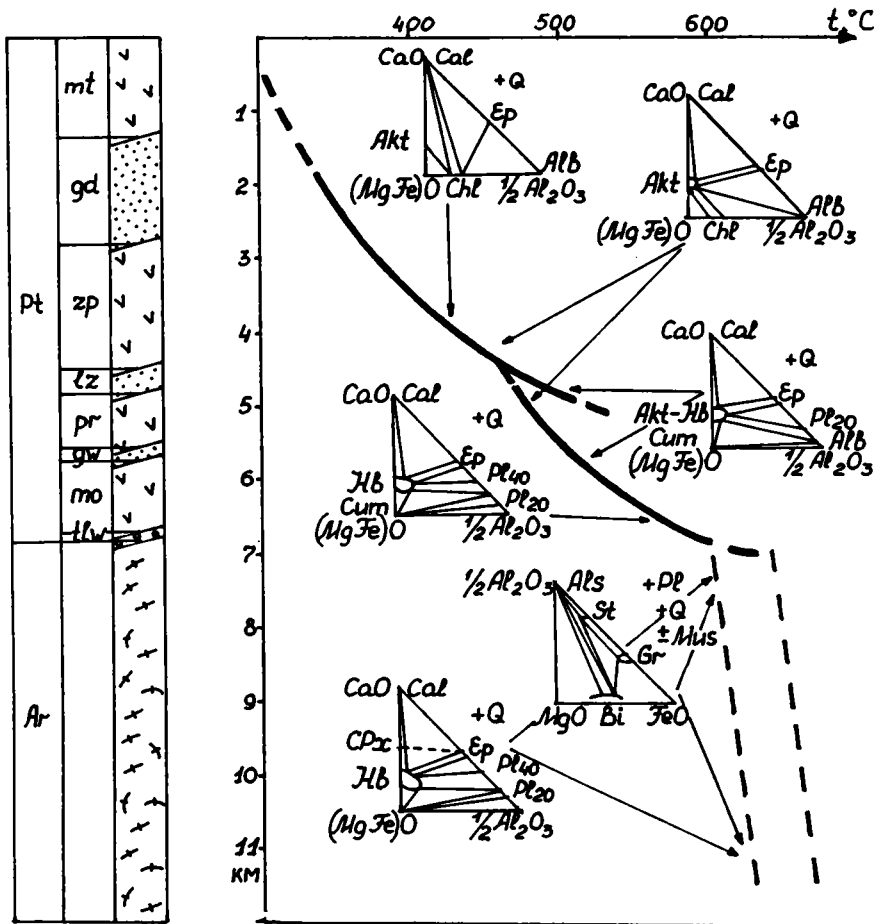 400 500 600 t,°C
Pt
mt
gd
zp
lz
pr
gw
mo
tlw
Ar
1
2
3
4
5
6
7
8
9
10
11
КМ
CaO Cal
+Q
Ep
Akt
Alb
(MgFe)O Chl ½ Al₂O₃
CaO Cal
+Q
Ep
Akt
Alb
(MgFe)O Chl ½ Al₂O₃
CaO Cal
+Q
Ep
Akt-Hb
Pl₂₀
Cum
Alb
(MgFe)O ½ Al₂O₃
CaO Cal
+Q
Ep
Hb
Pl₄₀
Cum
Pl₂₀
(MgFe)O ½ Al₂O₃
½ Al₂O₃ Als +Pl
St +Q
± Mus
Gr
MgO Bi FeO
CaO Cal
+Q
CPx
Ep
Hb
Pl₄₀
Pl₂₀
(MgFe)O ½ Al₂O₃